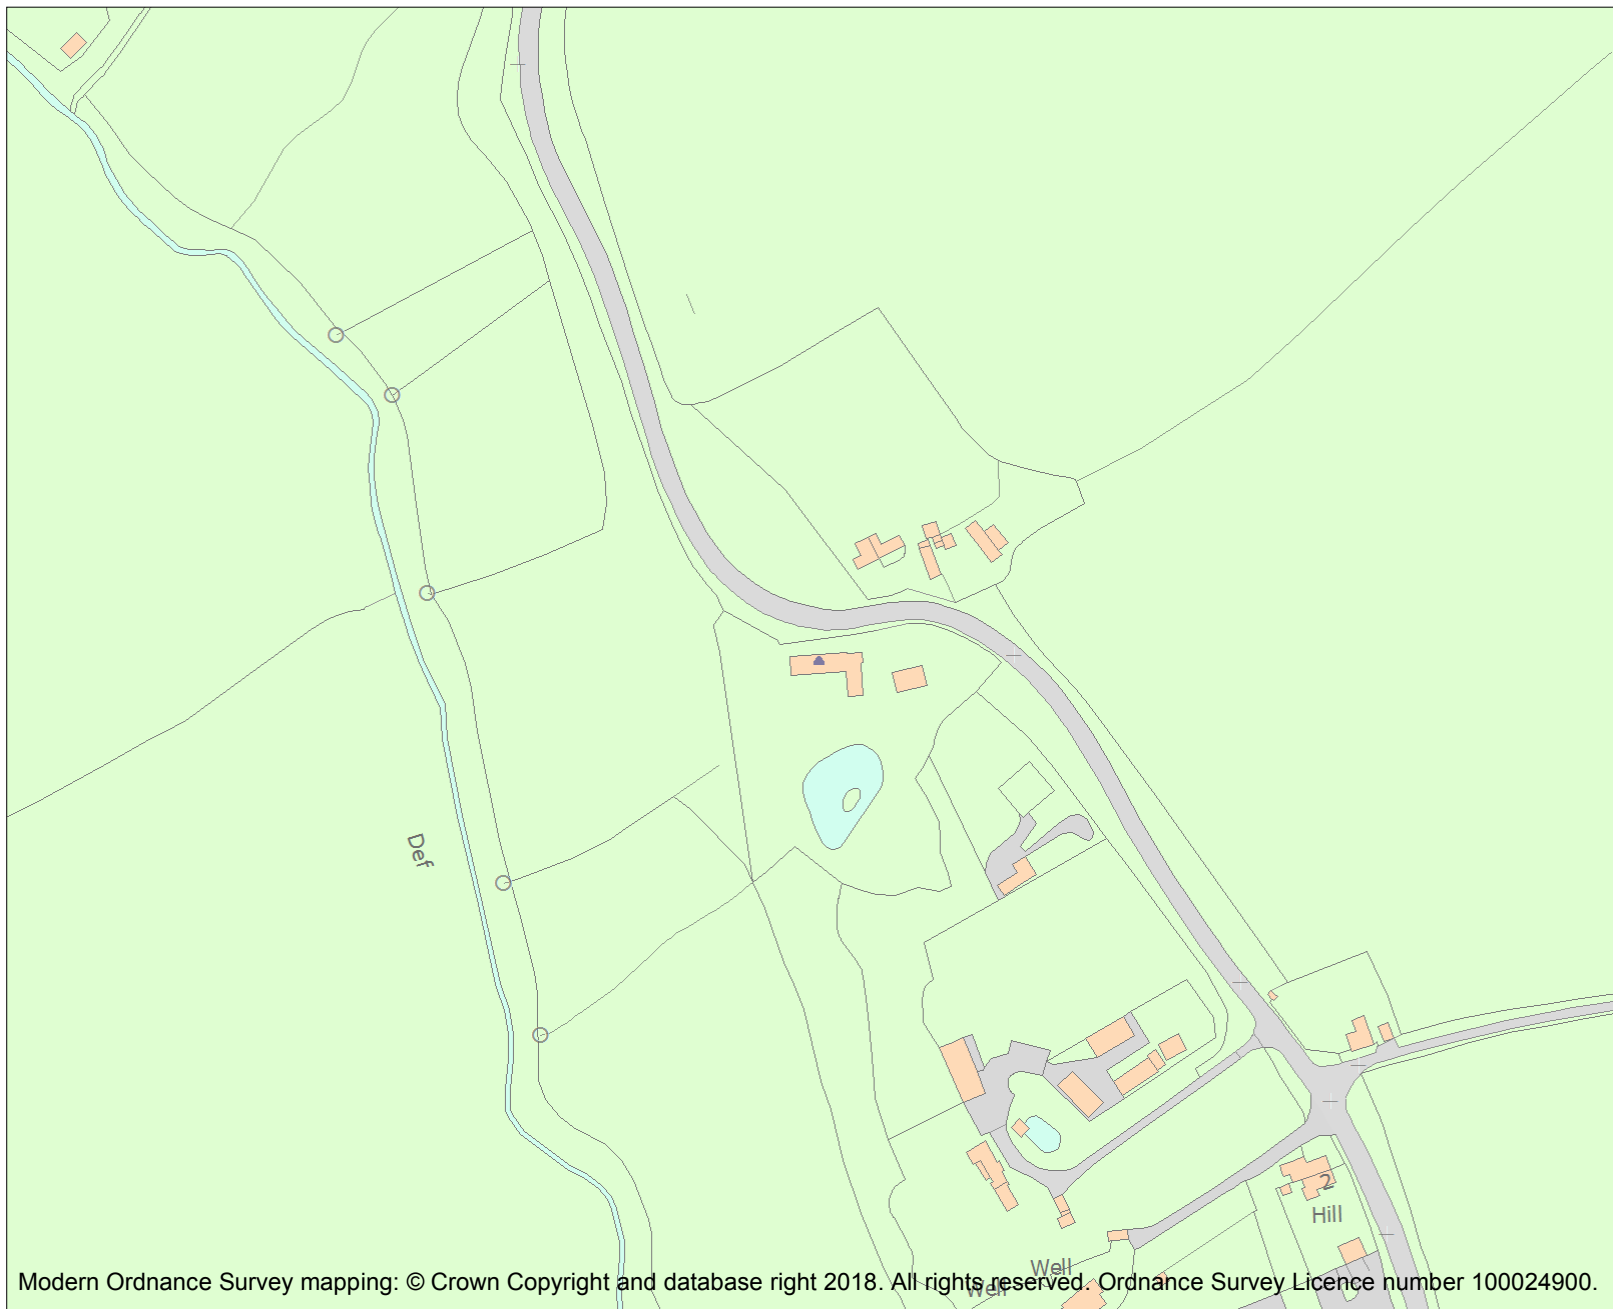 Def
2
Hill
Well
Well
Modern Ordnance Survey mapping: © Crown Copyright and database right 2018. All rights reserved. Ordnance Survey Licence number 100024900.